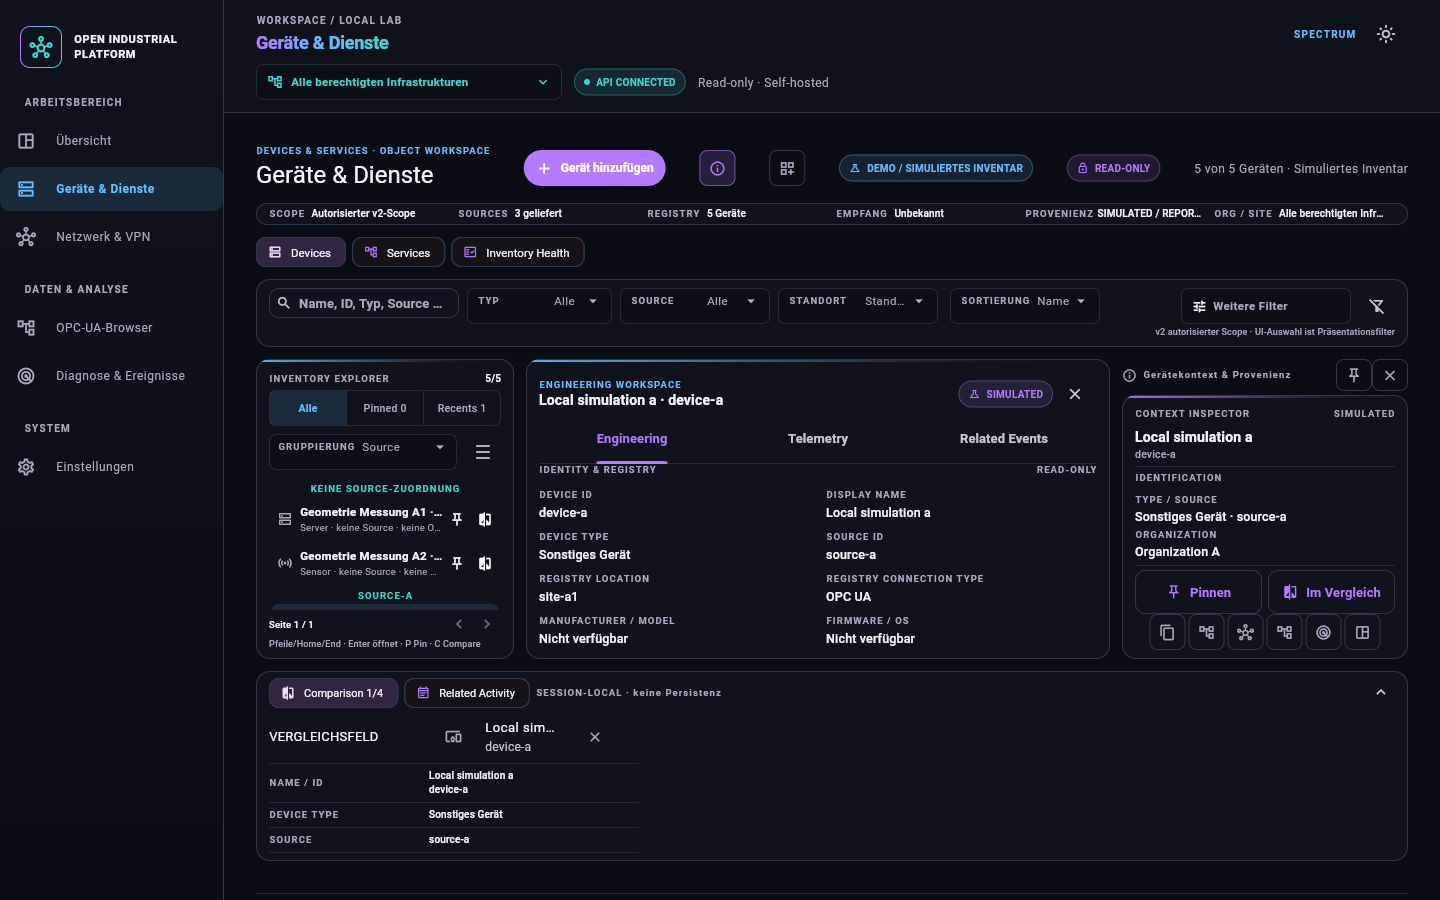 OPEN INDUSTRIAL
PLATFORM
ARBEITSBEREICH
Übersicht
Geräte & Dienste
Netzwerk & VPN
DATEN & ANALYSE
OPC-UA-Browser
Diagnose & Ereignisse
SYSTEM
Einstellungen
WORKSPACE / LOCAL LAB
Geräte & Dienste
SPECTRUM
Alle berechtigten Infrastrukturen
API CONNECTED
Read-only · Self-hosted
DEVICES & SERVICES · OBJECT WORKSPACE
Geräte & Dienste
Gerät hinzufügen
DEMO / SIMULIERTES INVENTAR
READ-ONLY
5 von 5 Geräten · Simuliertes Inventar
SCOPE Autorisierter v2-Scope
SOURCES 3 geliefert
REGISTRY 5 Geräte
EMPFANG Unbekannt
PROVENIENZ SIMULATED / REPOR...
ORG / SITE Alle berechtigten Infr...
Devices
Services
Inventory Health
Name, ID, Typ, Source ...
TYP Alle
SOURCE Alle
STANDORT Stand...
SORTIERUNG Name
Weitere Filter
v2 autorisierter Scope · UI-Auswahl ist Präsentationsfilter
INVENTORY EXPLORER 5/5
Alle
Pinned 0
Recents 1
GRUPPIERUNG Source
KEINE SOURCE-ZUORDNUNG
Geometrie Messung A1 ·...
Server · keine Source · keine O...
Geometrie Messung A2 ·...
Sensor · keine Source · keine ...
SOURCE-A
Seite 1 / 1
Pfeile/Home/End · Enter öffnet · P Pin · C Compare
ENGINEERING WORKSPACE
Local simulation a · device-a
SIMULATED
Engineering
Telemetry
Related Events
IDENTITY & REGISTRY READ-ONLY
DEVICE ID
device-a
DISPLAY NAME
Local simulation a
DEVICE TYPE
Sonstiges Gerät
SOURCE ID
source-a
REGISTRY LOCATION
site-a1
REGISTRY CONNECTION TYPE
OPC UA
MANUFACTURER / MODEL
Nicht verfügbar
FIRMWARE / OS
Nicht verfügbar
Gerätekontext & Provenienz
CONTEXT INSPECTOR SIMULATED
Local simulation a
device-a
IDENTIFICATION
TYPE / SOURCE
Sonstiges Gerät · source-a
ORGANIZATION
Organization A
Pinnen
Im Vergleich
Comparison 1/4
Related Activity
SESSION-LOCAL · keine Persistenz
VERGLEICHSFELD
Local sim...
device-a
NAME / ID
Local simulation a
device-a
DEVICE TYPE Sonstiges Gerät
SOURCE source-a